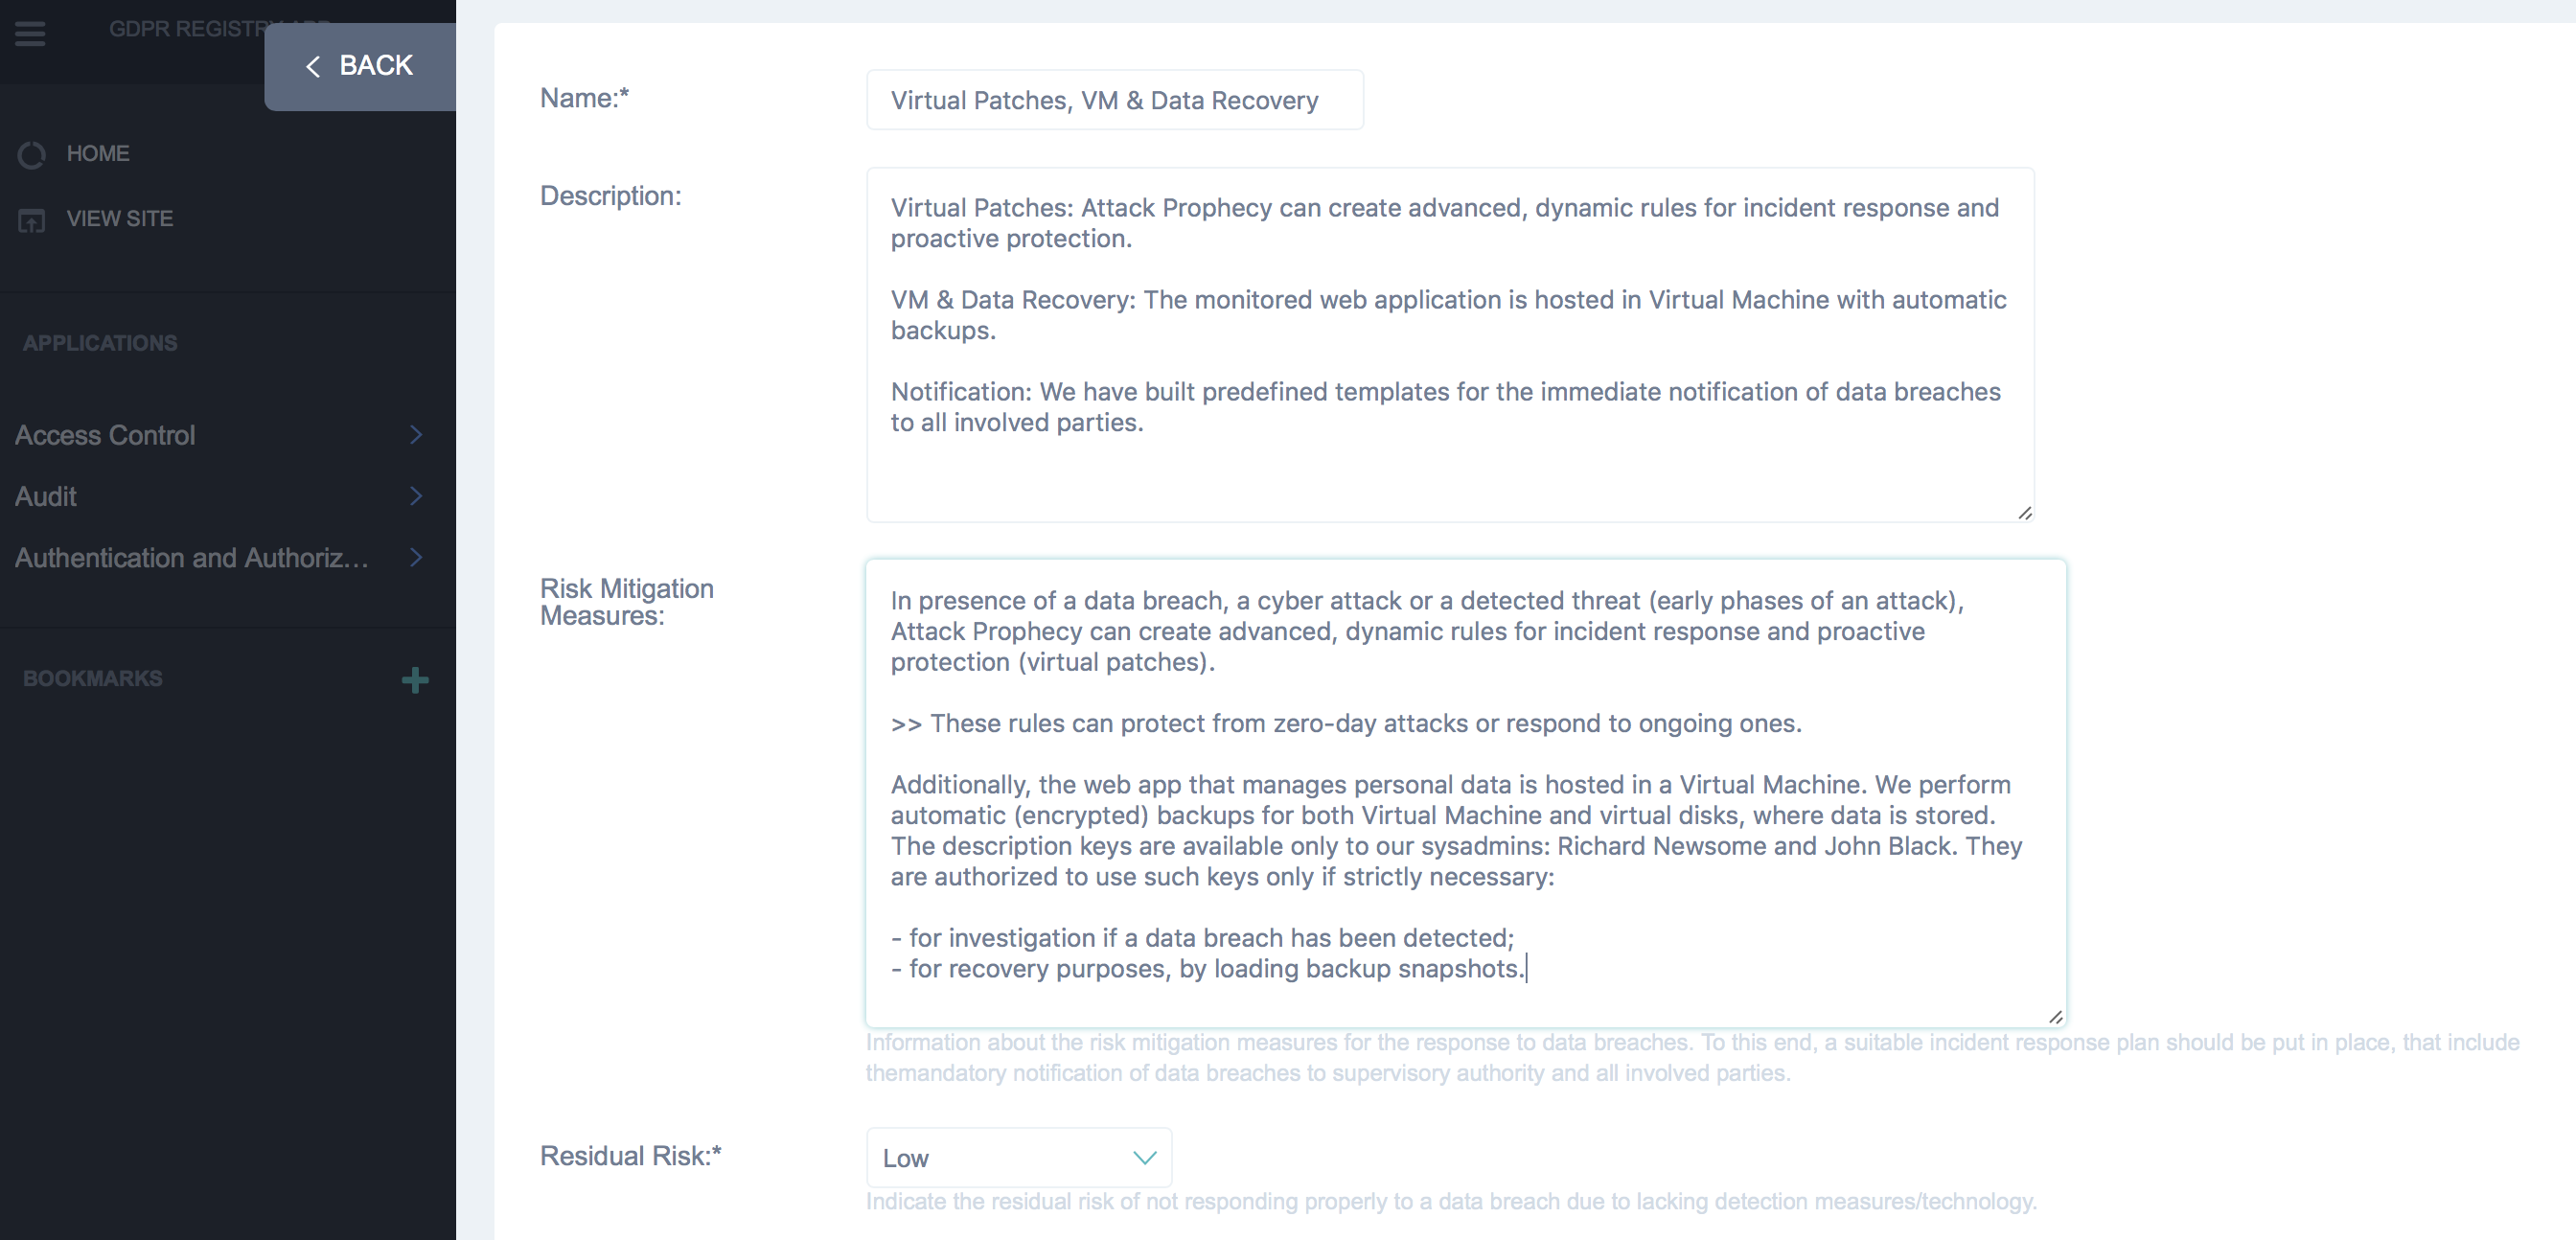 GDPR REGISTRY APP
BACK
HOME
VIEW SITE
APPLICATIONS
Access Control
Audit
Authentication and Authoriz...
BOOKMARKS
Name:*
Virtual Patches, VM & Data Recovery
Description:
Virtual Patches: Attack Prophecy can create advanced, dynamic rules for incident response and
proactive protection.
VM & Data Recovery: The monitored web application is hosted in Virtual Machine with automatic
backups.
Notification: We have built predefined templates for the immediate notification of data breaches
to all involved parties.
Risk Mitigation
Measures:
In presence of a data breach, a cyber attack or a detected threat (early phases of an attack),
Attack Prophecy can create advanced, dynamic rules for incident response and proactive
protection (virtual patches).
>> These rules can protect from zero-day attacks or respond to ongoing ones.
Additionally, the web app that manages personal data is hosted in a Virtual Machine. We perform
automatic (encrypted) backups for both Virtual Machine and virtual disks, where data is stored.
The description keys are available only to our sysadmins: Richard Newsome and John Black. They
are authorized to use such keys only if strictly necessary:
- for investigation if a data breach has been detected;
- for recovery purposes, by loading backup snapshots.
Information about the risk mitigation measures for the response to data breaches. To this end, a suitable incident response plan should be put in place, that include
themandatory notification of data breaches to supervisory authority and all involved parties.
Residual Risk:*
Low
Indicate the residual risk of not responding properly to a data breach due to lacking detection measures/technology.